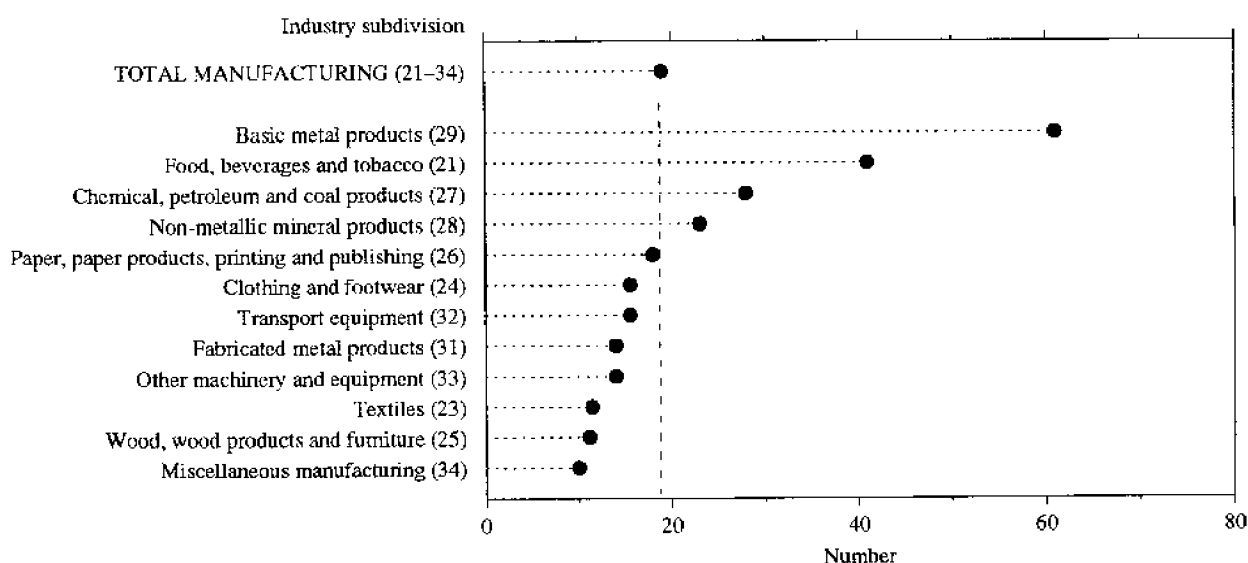 Industry subdivision
TOTAL MANUFACTURING (21–34)
Basic metal products (29)
Food, beverages and tobacco (21)
Chemical, petroleum and coal products (27)
Non-metallic mineral products (28)
Paper, paper products, printing and publishing (26)
Clothing and footwear (24)
Transport equipment (32)
Fabricated metal products (31)
Other machinery and equipment (33)
Textiles (23)
Wood, wood products and furniture (25)
Miscellaneous manufacturing (34)
0 20 40 60 80
Number